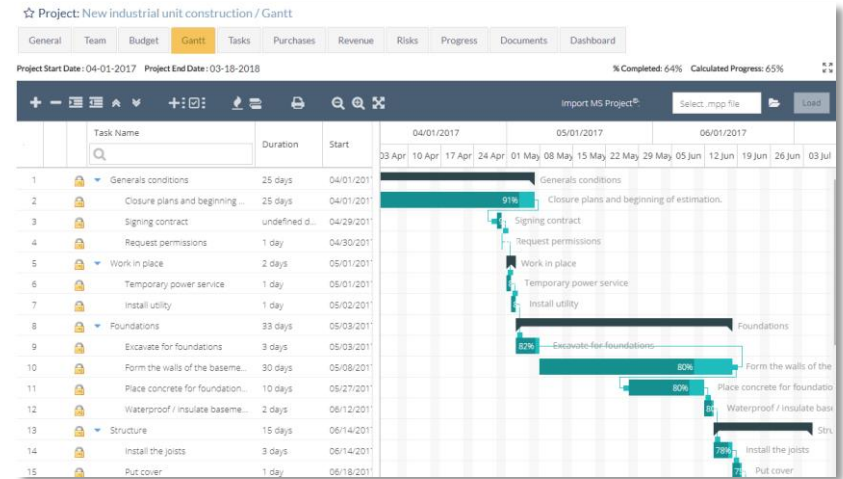 Project: New industrial unit construction / Gantt
General Team Budget Gantt Tasks Purchases Revenue Risks Progress Documents Dashboard
Project Start Date: 04-01-2017 Project End Date: 03-18-2018 % Completed: 64% Calculated Progress: 65%
Import MS Project®: Select .mpp file Load
Task Name Duration Start 04/01/2017 05/01/2017 06/01/2017
03 Apr 10 Apr 17 Apr 24 Apr 01 May 08 May 15 May 22 May 29 May 05 Jun 12 Jun 19 Jun 26 Jun 03 Jul
1 Generals conditions 25 days 04/01/201 Generals conditions
2 Closure plans and beginning ... 25 days 04/01/201 91% Closure plans and beginning of estimation.
3 Signing contract undefined d... 04/29/201 Signing contract
4 Request permissions 1 day 04/30/201 Request permissions
5 Work in place 2 days 05/01/201 Work in place
6 Temporary power service 1 day 05/01/201 Temporary power service
7 Install utility 1 day 05/02/201 Install utility
8 Foundations 33 days 05/03/201 Foundations
9 Excavate for foundations 3 days 05/03/201 82% Excavate for foundations
10 Form the walls of the baseme... 30 days 05/08/201 80% Form the walls of the
11 Place concrete for foundation... 10 days 05/27/201 80% Place concrete for foundatio
12 Waterproof / insulate baseme... 2 days 06/12/201 80 Waterproof / insulate base
13 Structure 15 days 06/14/201 Stru
14 Install the joists 3 days 06/14/201 78% Install the joists
15 Put cover 1 day 06/18/201 Put cover